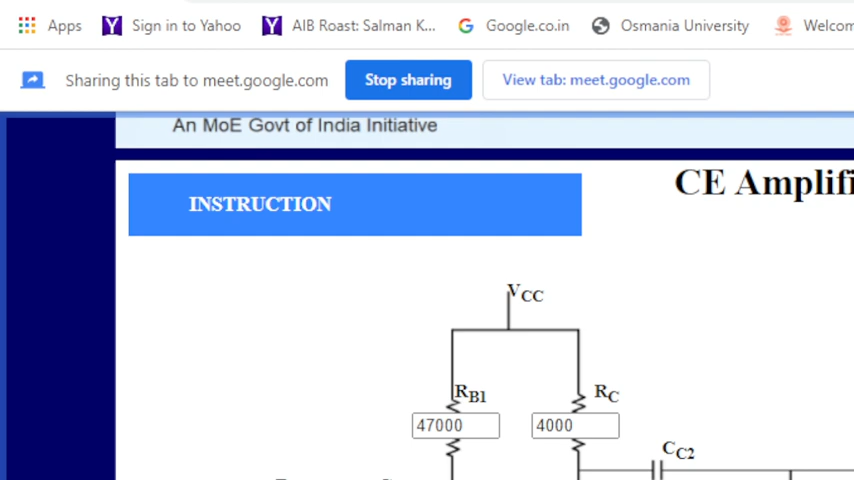 Apps Sign in to Yahoo AIB Roast: Salman K... Google.co.in Osmania University Welcom
Sharing this tab to meet.google.com Stop sharing View tab: meet.google.com
An MoE Govt of India Initiative
INSTRUCTION
CE Amplifi
VCC
RB1 RC
47000 4000
CC2